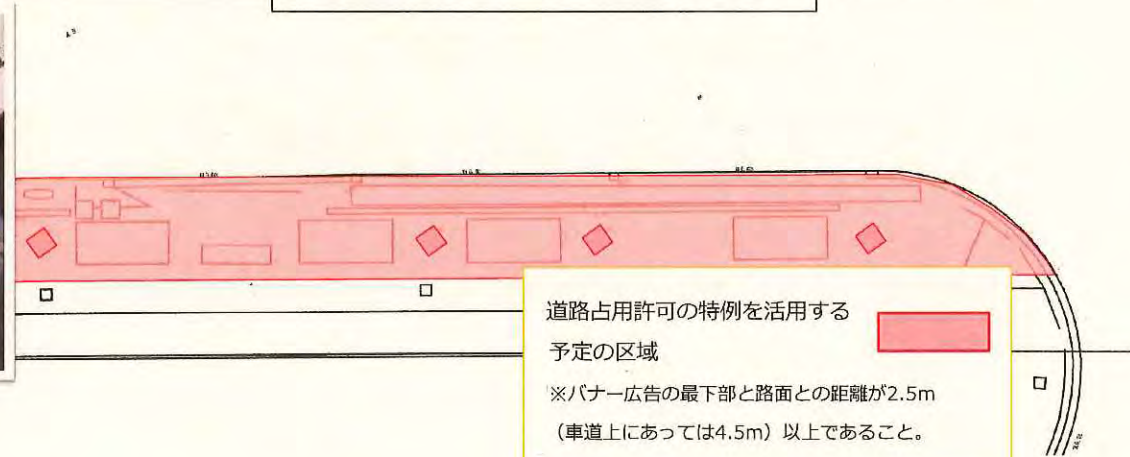 道路占用許可の特例を活用する
予定の区域
※バナー広告の最下部と路面との距離が2.5m
（車道上にあっては4.5m）以上であること。